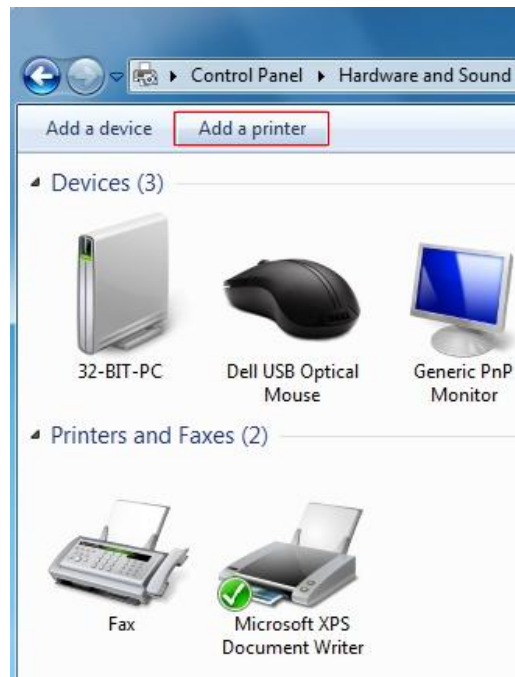 Control Panel Hardware and Sound
Add a device Add a printer
Devices (3)
32-BIT-PC Dell USB Optical Generic PnP
Mouse Monitor
Printers and Faxes (2)
Fax Microsoft XPS
Document Writer